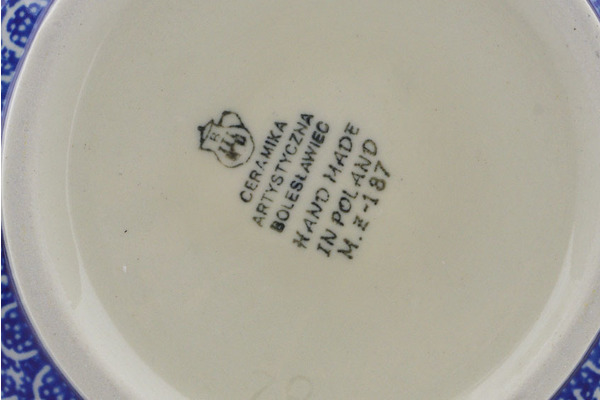 CERAMIKA
ARTYSTYCZNA
BOLESŁAWIEC
HAND MADE
IN POLAND
M.Z-187